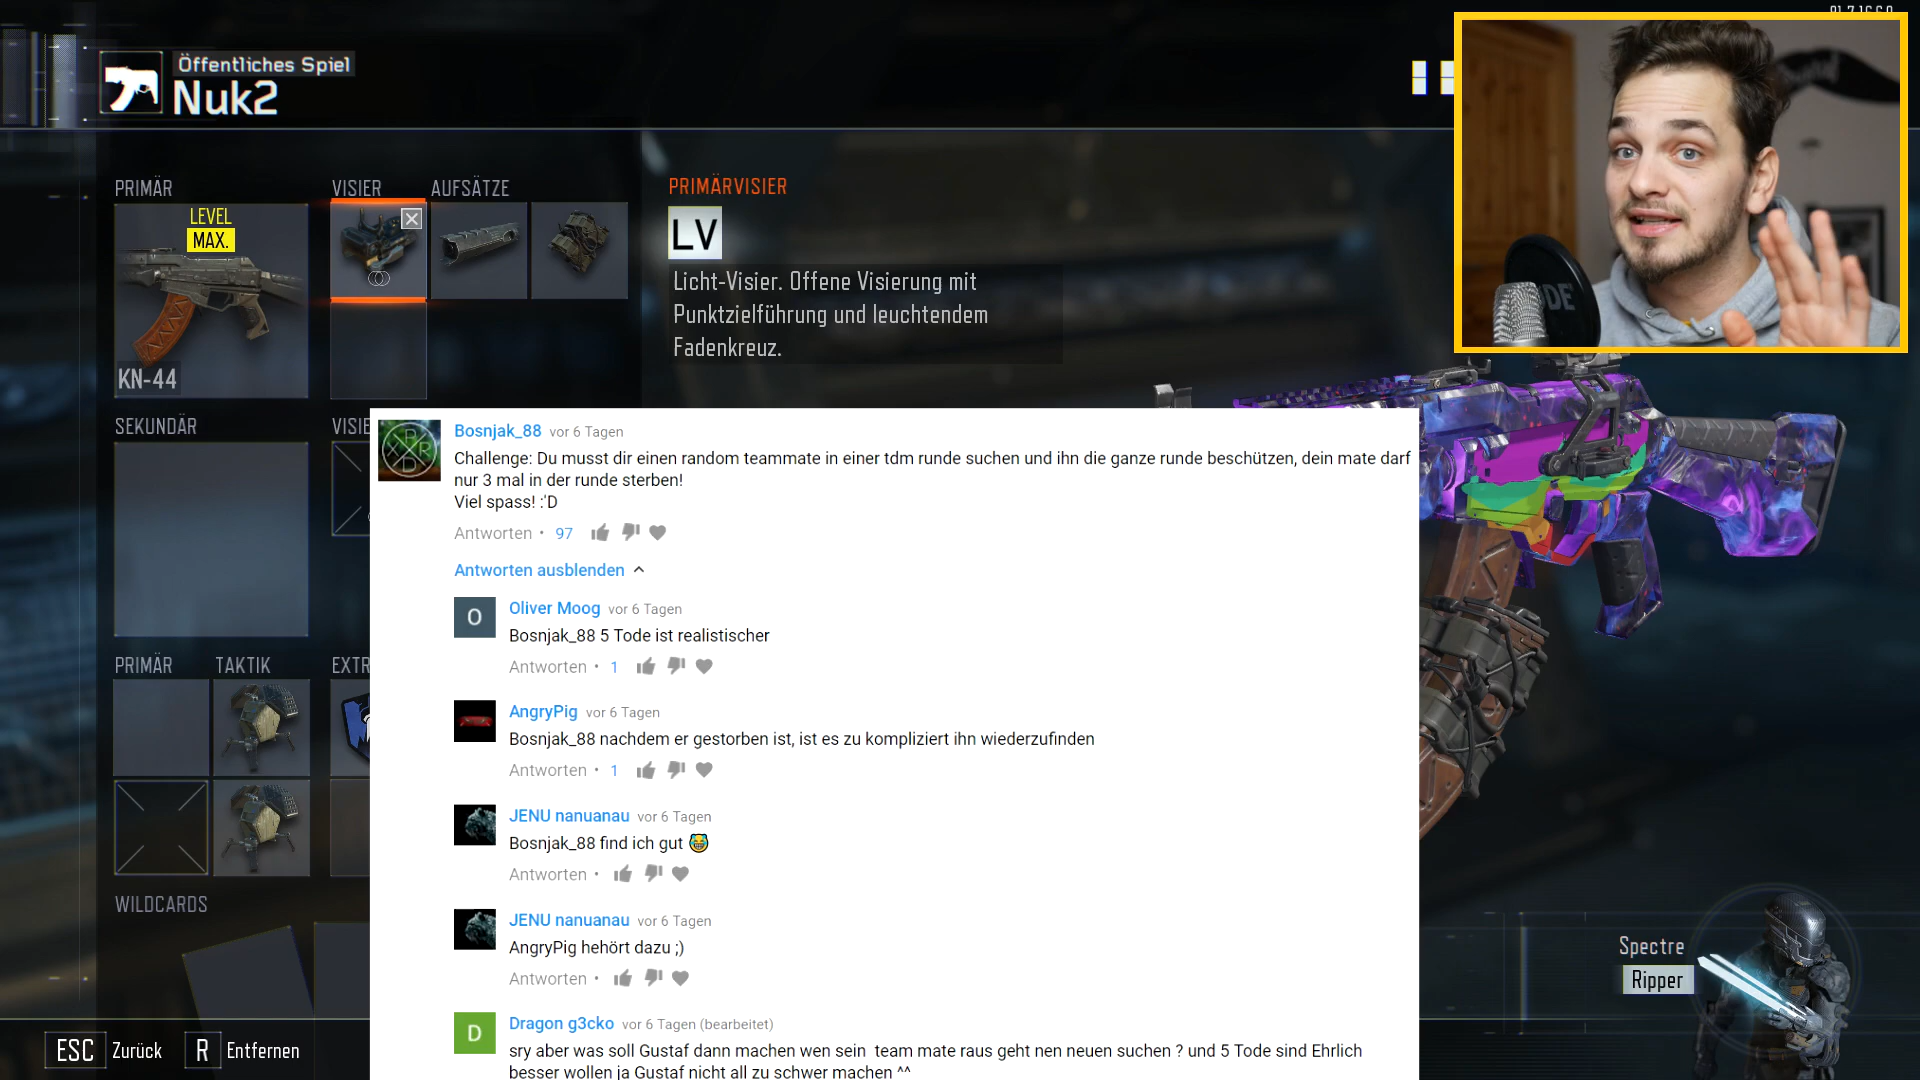 Öffentliches Spiel
Nuk2
PRIMÄR
VISIER
AUFSÄTZE
LEVEL
MAX.
KN-44
PRIMÄRVISIER
LV
Licht-Visier. Offene Visierung mit
Punktzielführung und leuchtendem
Fadenkreuz.
SEKUNDÄR
VISIE
PRIMÄR
TAKTIK
EXTR
WILDCARDS
Bosnjak_88 vor 6 Tagen
Challenge: Du musst dir einen random teammate in einer tdm runde suchen und ihn die ganze runde beschützen, dein mate darf
nur 3 mal in der runde sterben!
Viel spass! :'D
Antworten • 97
Antworten ausblenden
O
Oliver Moog vor 6 Tagen
Bosnjak_88 5 Tode ist realistischer
Antworten • 1
AngryPig vor 6 Tagen
Bosnjak_88 nachdem er gestorben ist, ist es zu kompliziert ihn wiederzufinden
Antworten • 1
JENU nanuanau vor 6 Tagen
Bosnjak_88 find ich gut 😆
Antworten •
JENU nanuanau vor 6 Tagen
AngryPig hehört dazu ;)
Antworten •
D
Dragon g3cko vor 6 Tagen (bearbeitet)
sry aber was soll Gustaf dann machen wen sein team mate raus geht nen neuen suchen ? und 5 Tode sind Ehrlich
besser wollen ja Gustaf nicht all zu schwer machen ^^
Spectre
Ripper
ESC Zurück R Entfernen